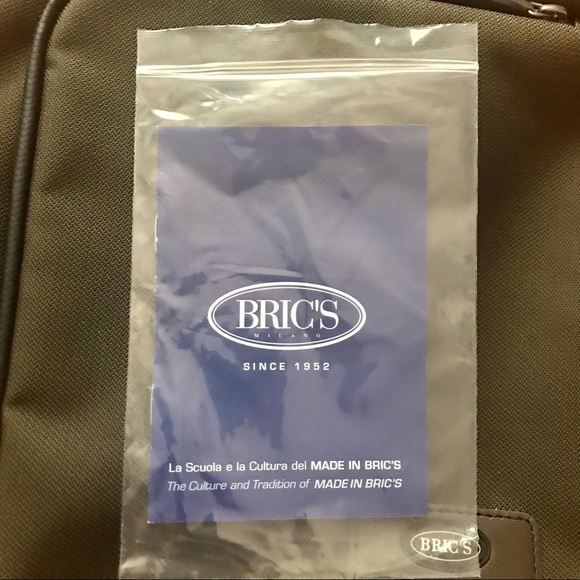 BRIC'S
MILANO
SINCE 1952
La Scuola e la Cultura del MADE IN BRIC'S
The Culture and Tradition of MADE IN BRIC'S
BRIC'S